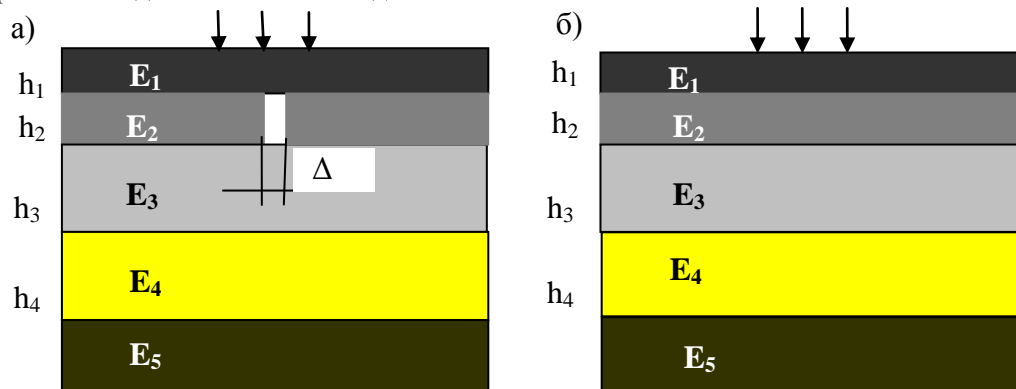 а)
h₁ E₁
h₂ E₂
Δ
h₃ E₃
h₄ E₄
E₅
б)
h₁ E₁
h₂ E₂
h₃ E₃
h₄ E₄
E₅